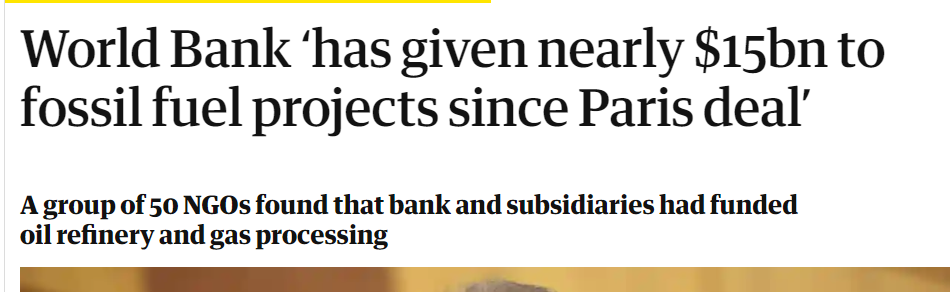 World Bank ‘has given nearly $15bn to
fossil fuel projects since Paris deal’
A group of 50 NGOs found that bank and subsidiaries had funded
oil refinery and gas processing